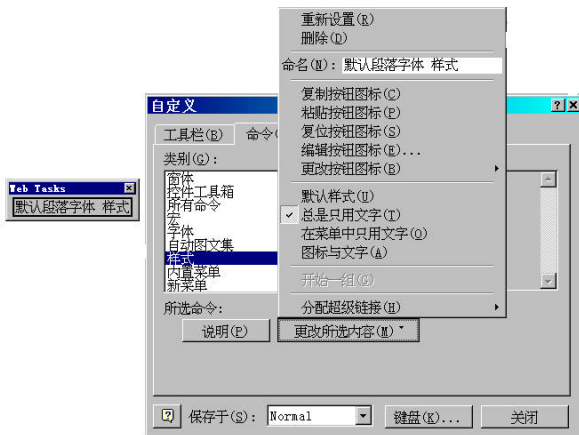 重新设置(R)
删除(D)
命名(N): 默认段落字体 样式
复制按钮图标(C)
粘贴按钮图标(P)
复位按钮图标(S)
编辑按钮图标(E)...
更改按钮图标(B)
默认样式(U)
总是只用文字(T)
在菜单中只用文字(O)
图标与文字(A)
开始一组(G)
分配超级链接(H)
自定义
工具栏(B) 命令(
类别(G):
窗体
控件工具箱
所有命令
宏
字体
自动图文集
样式
内置菜单
新菜单
所选命令:
说明(P) 更改所选内容(M)
保存于(S): Normal 键盘(K)... 关闭
Web Tasks
默认段落字体 样式